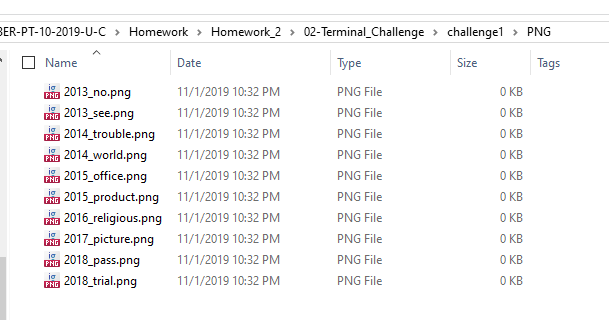 BER-PT-10-2019-U-C > Homework > Homework_2 > 02-Terminal_Challenge > challenge1 > PNG
Name Date Type Size Tags
2013_no.png 11/1/2019 10:32 PM PNG File 0 KB
2013_see.png 11/1/2019 10:32 PM PNG File 0 KB
2014_trouble.png 11/1/2019 10:32 PM PNG File 0 KB
2014_world.png 11/1/2019 10:32 PM PNG File 0 KB
2015_office.png 11/1/2019 10:32 PM PNG File 0 KB
2015_product.png 11/1/2019 10:32 PM PNG File 0 KB
2016_religious.png 11/1/2019 10:32 PM PNG File 0 KB
2017_picture.png 11/1/2019 10:32 PM PNG File 0 KB
2018_pass.png 11/1/2019 10:32 PM PNG File 0 KB
2018_trial.png 11/1/2019 10:32 PM PNG File 0 KB